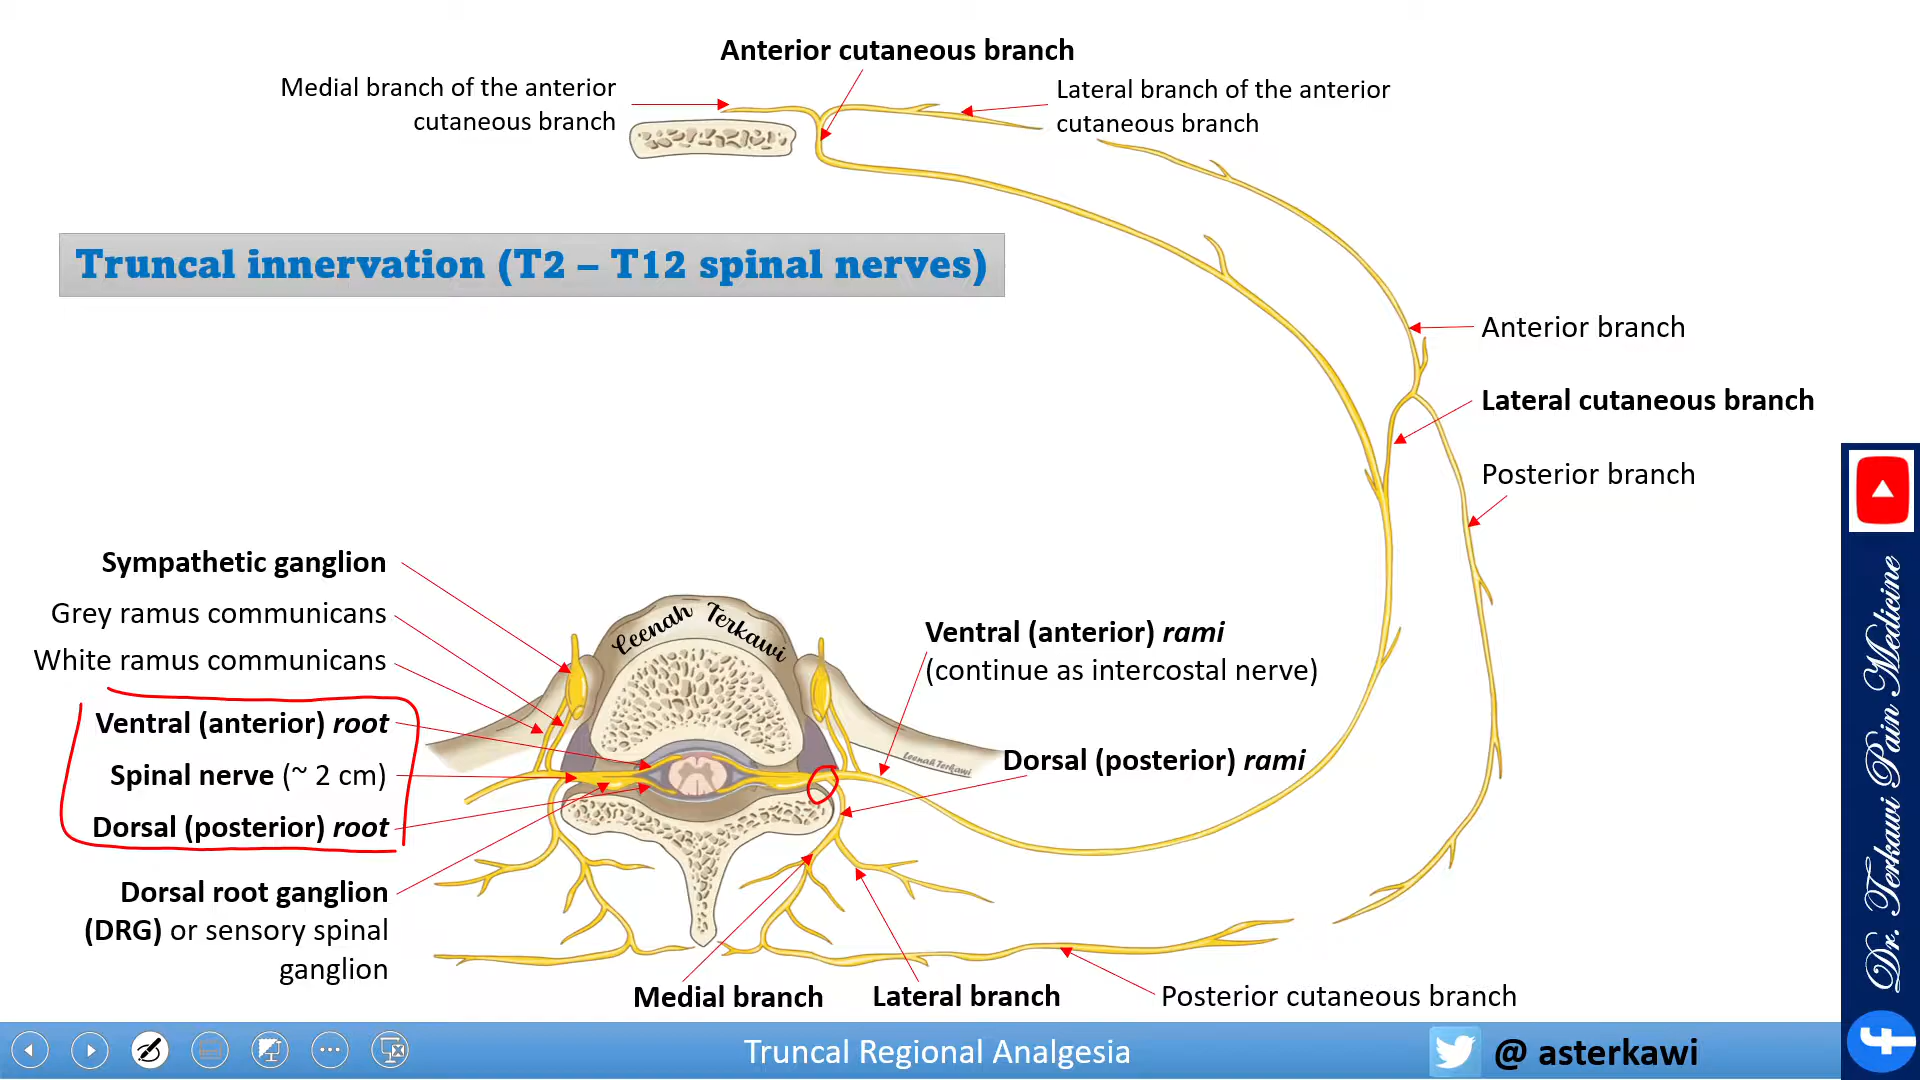 Anterior cutaneous branch
Medial branch of the anterior
cutaneous branch
Lateral branch of the anterior
cutaneous branch
Truncal innervation (T2 – T12 spinal nerves)
Anterior branch
Lateral cutaneous branch
Posterior branch
Sympathetic ganglion
Grey ramus communicans
White ramus communicans
Ventral (anterior) root
Spinal nerve (~ 2 cm)
Dorsal (posterior) root
Dorsal root ganglion
(DRG) or sensory spinal
ganglion
Leenah Terkawi
Ventral (anterior) rami
(continue as intercostal nerve)
Leenah Terkawi
Dorsal (posterior) rami
Medial branch
Lateral branch
Posterior cutaneous branch
Dr. Terkawi Pain Medicine
Truncal Regional Analgesia
@ asterkawi